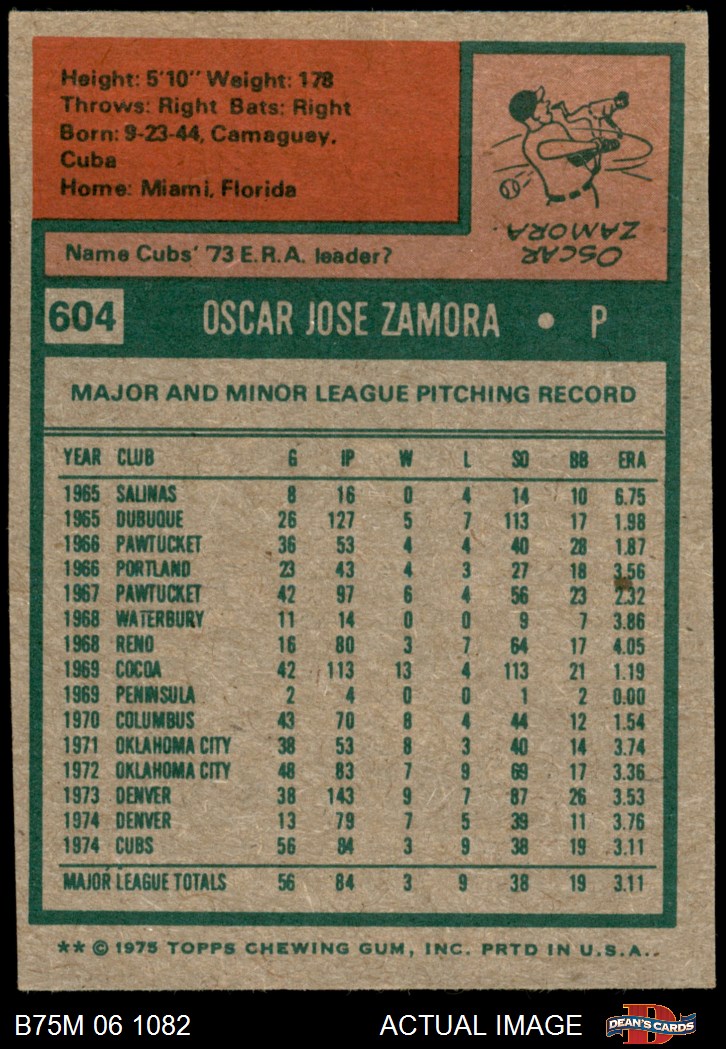 Height: 5'10" Weight: 178
Throws: Right Bats: Right
Born: 9-23-44, Camaguey,
Cuba
Home: Miami, Florida
OSCAR
ZAMORA
Name Cubs' '73 E.R.A. leader?
604 OSCAR JOSE ZAMORA • P
MAJOR AND MINOR LEAGUE PITCHING RECORD
YEAR CLUB G IP W L SO BB ERA
1965 SALINAS 8 16 0 4 14 10 6.75
1965 DUBUQUE 26 127 5 7 113 17 1.98
1966 PAWTUCKET 36 53 4 4 40 28 1.87
1966 PORTLAND 23 43 4 3 27 18 3.56
1967 PAWTUCKET 42 97 6 4 56 23 2.32
1968 WATERBURY 11 14 0 0 9 7 3.86
1968 RENO 16 80 3 7 64 17 4.05
1969 COCOA 42 113 13 4 113 21 1.19
1969 PENINSULA 2 4 0 0 1 2 0.00
1970 COLUMBUS 43 70 8 4 44 12 1.54
1971 OKLAHOMA CITY 38 53 8 3 40 14 3.74
1972 OKLAHOMA CITY 48 83 7 9 69 17 3.36
1973 DENVER 38 143 9 7 87 26 3.53
1974 DENVER 13 79 7 5 39 11 3.76
1974 CUBS 56 84 3 9 38 19 3.11
MAJOR LEAGUE TOTALS 56 84 3 9 38 19 3.11
** © 1975 TOPPS CHEWING GUM, INC. PRTD IN U.S.A..
B75M 06 1082 ACTUAL IMAGE
DEAN'S CARDS